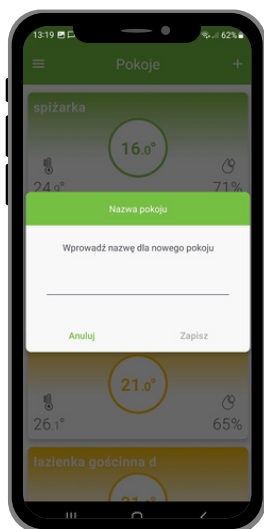 13:19 62%
Pokoje
spiżarka
16.0°
24.9° 71%
Nazwa pokoju
Wprowadź nazwę dla nowego pokoju
Anuluj Zapisz
21.0°
26.1° 65%
łazienka gościnna d